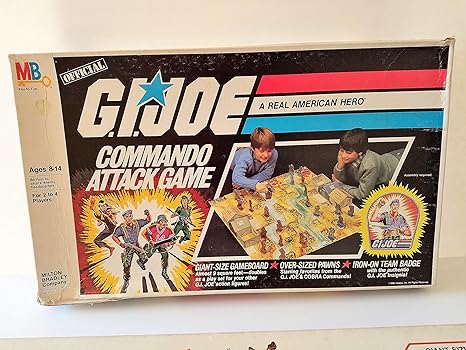 MB
OFFICIAL
G.I.JOE
A REAL AMERICAN HERO
COMMANDO
ATTACK GAME
Ages 8-14
For 2 to 4
Players
MILTON
BRADLEY
Company
Assembly required.
G.I.JOE
GIANT-SIZE GAMEBOARD
Almost 9 square feet—doubles
as a play set for your other
G.I. JOE action figures!
★ OVER-SIZED PAWNS
Starring favorites from the
G.I. JOE & COBRA Commands!
★ IRON-ON TEAM BADGE
with the authentic
G.I. JOE insignia!